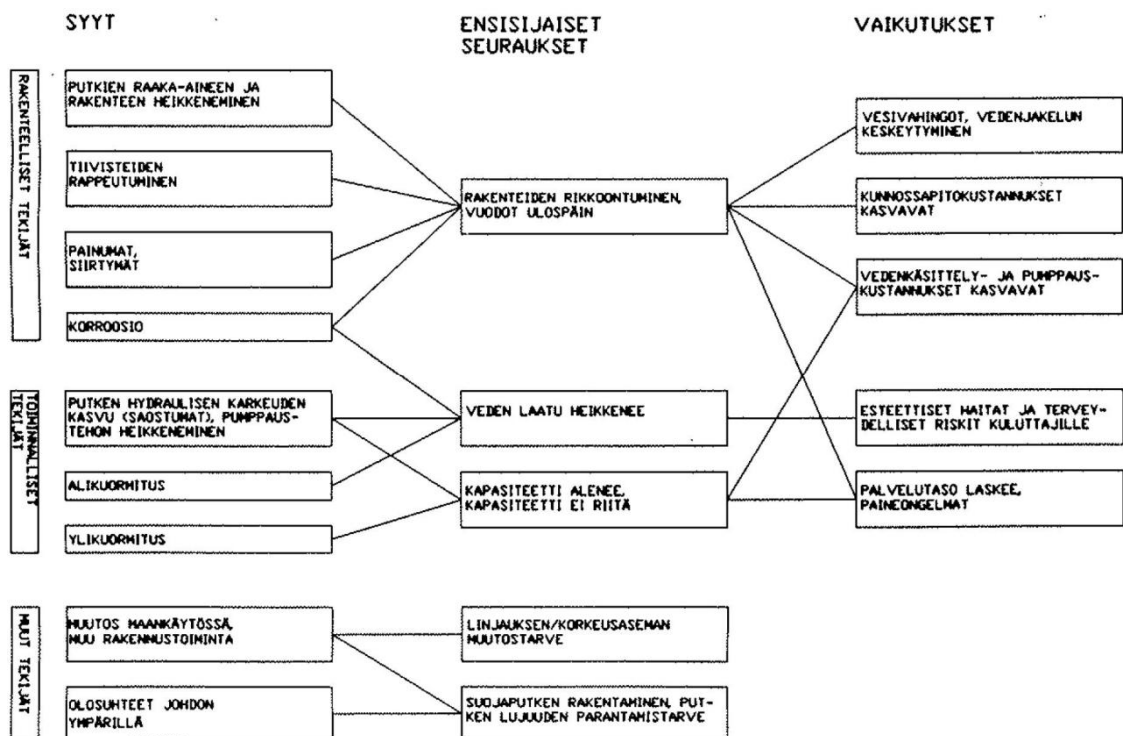 SYYT
ENSISIJAISET
SEURAUKSET
VAIKUTUKSET
RAKENTEELLISET TEKIJÄT
PUTKIEN RAAKA-AINEEN JA
RAKENTEEN HEIKKENEMINEN
TIIVISTEIDEN
RAPPEUTUMINEN
PAINUMAT,
SIIRTYMÄT
KORROOSIO
RAKENTEIDEN RIKKOONTUMINEN,
VUODOT ULOSPÄIN
VESIVAHINGOT, VEDENJAKELUN
KESKEYTYMINEN
KUNNOSSAPITOKUSTANNUKSET
KASVAVAT
VEDENKÄSITTELY- JA PUMPPAUS-
KUSTANNUKSET KASVAVAT
TOIMINNALLISET
TEKIJÄT
PUTKEN HYDRAULISEN KARKEUDEN
KASVU (SAOSTUMAT), PUMPPAUS-
TEHON HEIKKENEMINEN
ALIKUORMITUS
YLIKUORMITUS
VEDEN LAATU HEIKKENEE
KAPASITEETTI ALENEE,
KAPASITEETTI EI RIITÄ
ESTEETTISET HAITAT JA TERVEY-
DELLISET RISKIT KULUTTAJILLE
PALVELUTASO LASKEE,
PAINEONGELMAT
MUUT TEKIJÄT
MUUTOS MAANKÄYTÖSSÄ,
MUU RAKENNUSTOIMINTA
OLOSUHTEET JOHDON
YMPÄRILLÄ
LINJAUKSEN/KORKEUSASEMAN
MUUTOSTARVE
SUOJAPUTKEN RAKENTAMINEN, PUT-
KEN LUJUUDEN PARANTAMISTARVE